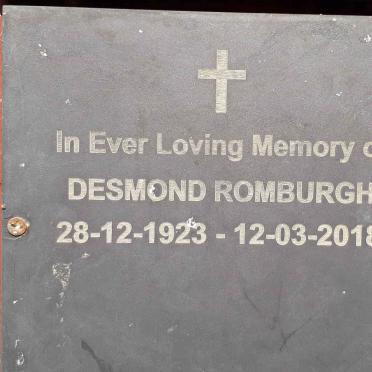 In Ever Loving Memory o
DESMOND ROMBURGH
28-12-1923 - 12-03-2018